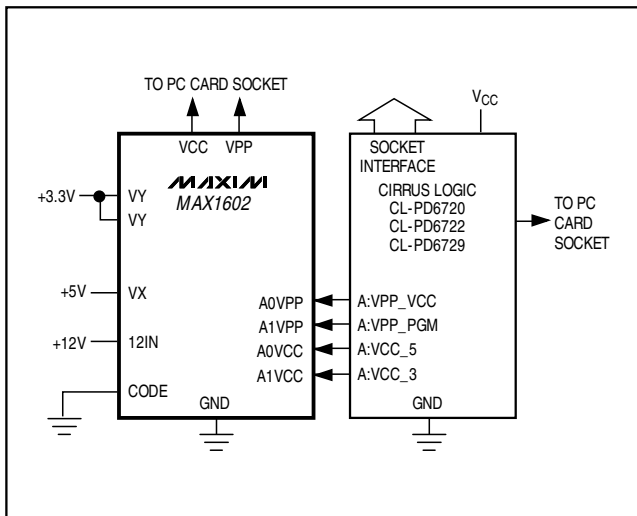 TO PC CARD SOCKET
VCC VPP
MAXIM
MAX1602
+3.3V
VY
VY
+5V
VX
+12V
12IN
CODE
GND
A0VPP
A1VPP
A0VCC
A1VCC
VCC
SOCKET
INTERFACE
CIRRUS LOGIC
CL-PD6720
CL-PD6722
CL-PD6729
A:VPP_VCC
A:VPP_PGM
A:VCC_5
A:VCC_3
GND
TO PC
CARD
SOCKET